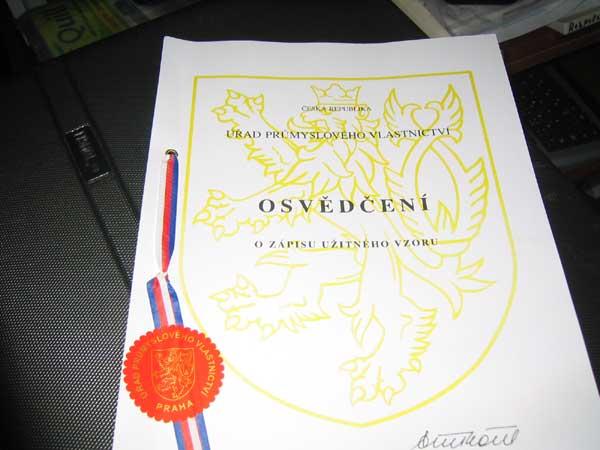 ČESKÁ REPUBLIKA
ÚŘAD PRŮMYSLOVÉHO VLASTNICTVÍ
OSVĚDČENÍ
O ZÁPISU UŽITNÉHO VZORU
ÚŘAD PRŮMYSLOVÉHO VLASTNICTVÍ
PRAHA